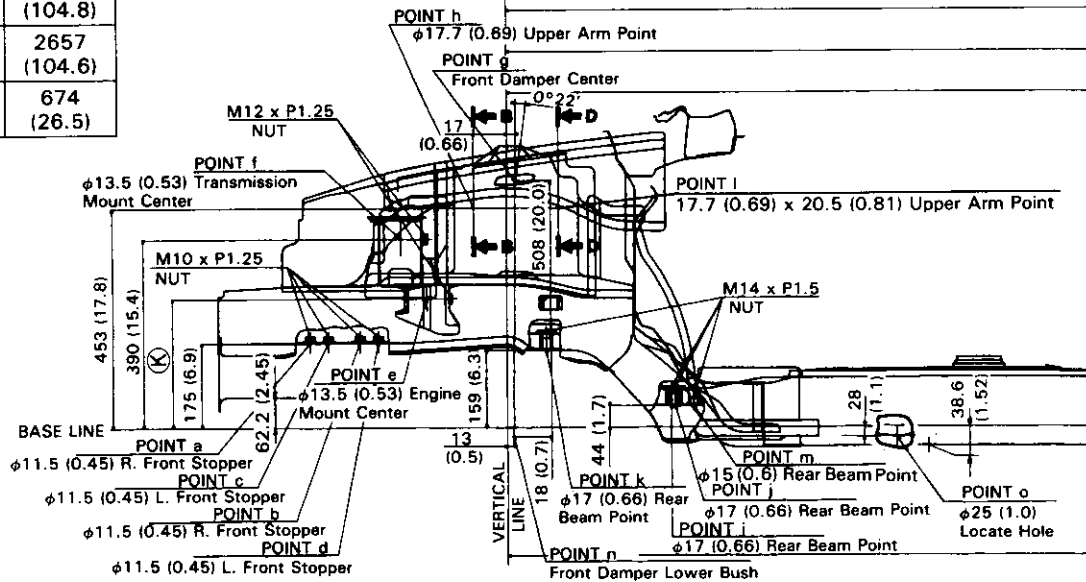 (104.8)
2657
(104.6)
674
(26.5)
POINT h
φ17.7 (0.69) Upper Arm Point
POINT g
Front Damper Center
0°22'
M12 x P1.25
NUT
17
(0.66)
B
D
POINT f
φ13.5 (0.53) Transmission
Mount Center
POINT l
17.7 (0.69) x 20.5 (0.81) Upper Arm Point
508 (20.0)
B
D
M10 x P1.25
NUT
M14 x P1.5
NUT
453 (17.8)
390 (15.4)
K
175 (6.9)
62.2 (2.45)
POINT e
φ13.5 (0.53) Engine
Mount Center
159 (6.3)
44 (1.7)
28
(1.1)
38.6
(1.52)
BASE LINE
13
(0.5)
18 (0.7)
VERTICAL
LINE
POINT a
φ11.5 (0.45) R. Front Stopper
POINT c
φ11.5 (0.45) L. Front Stopper
POINT b
φ11.5 (0.45) R. Front Stopper
POINT d
φ11.5 (0.45) L. Front Stopper
POINT k
φ17 (0.66) Rear
Beam Point
POINT m
φ15 (0.6) Rear Beam Point
POINT j
φ17 (0.66) Rear Beam Point
POINT i
φ17 (0.66) Rear Beam Point
POINT n
Front Damper Lower Bush
POINT o
φ25 (1.0)
Locate Hole